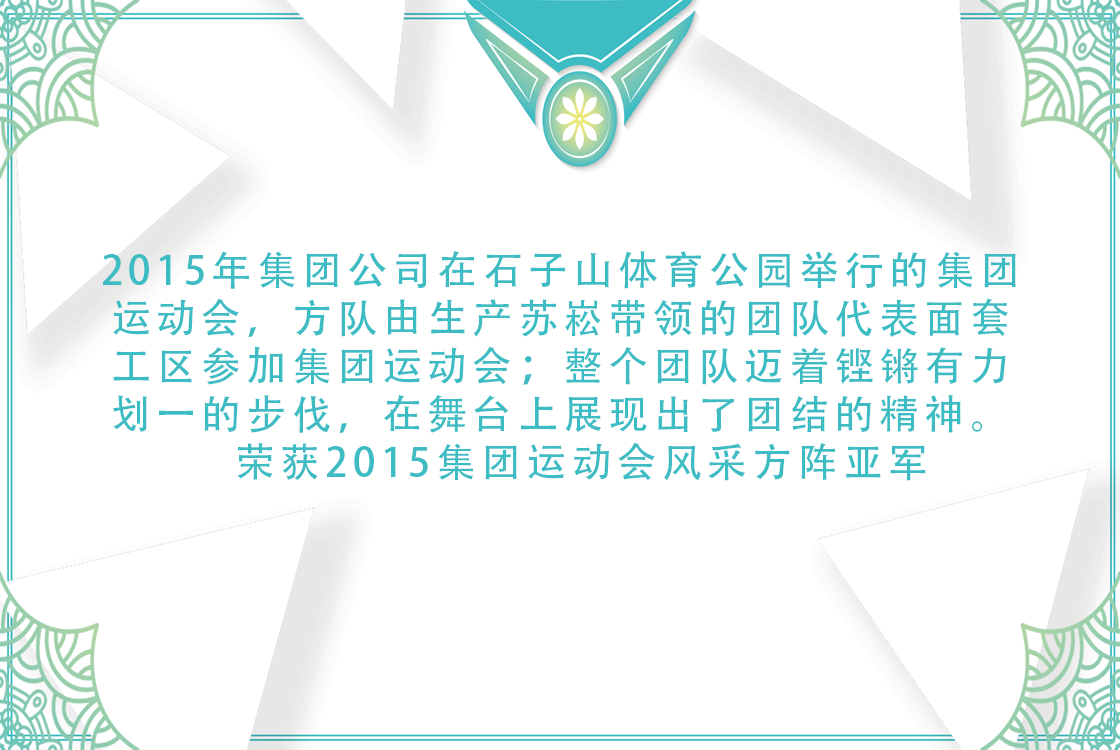 2015年集团公司在石子山体育公园举行的集团
运动会，方队由生产苏崧带领的团队代表面套
工区参加集团运动会；整个团队迈着铿锵有力
划一的步伐，在舞台上展现出了团结的精神。
荣获2015集团运动会风采方阵亚军